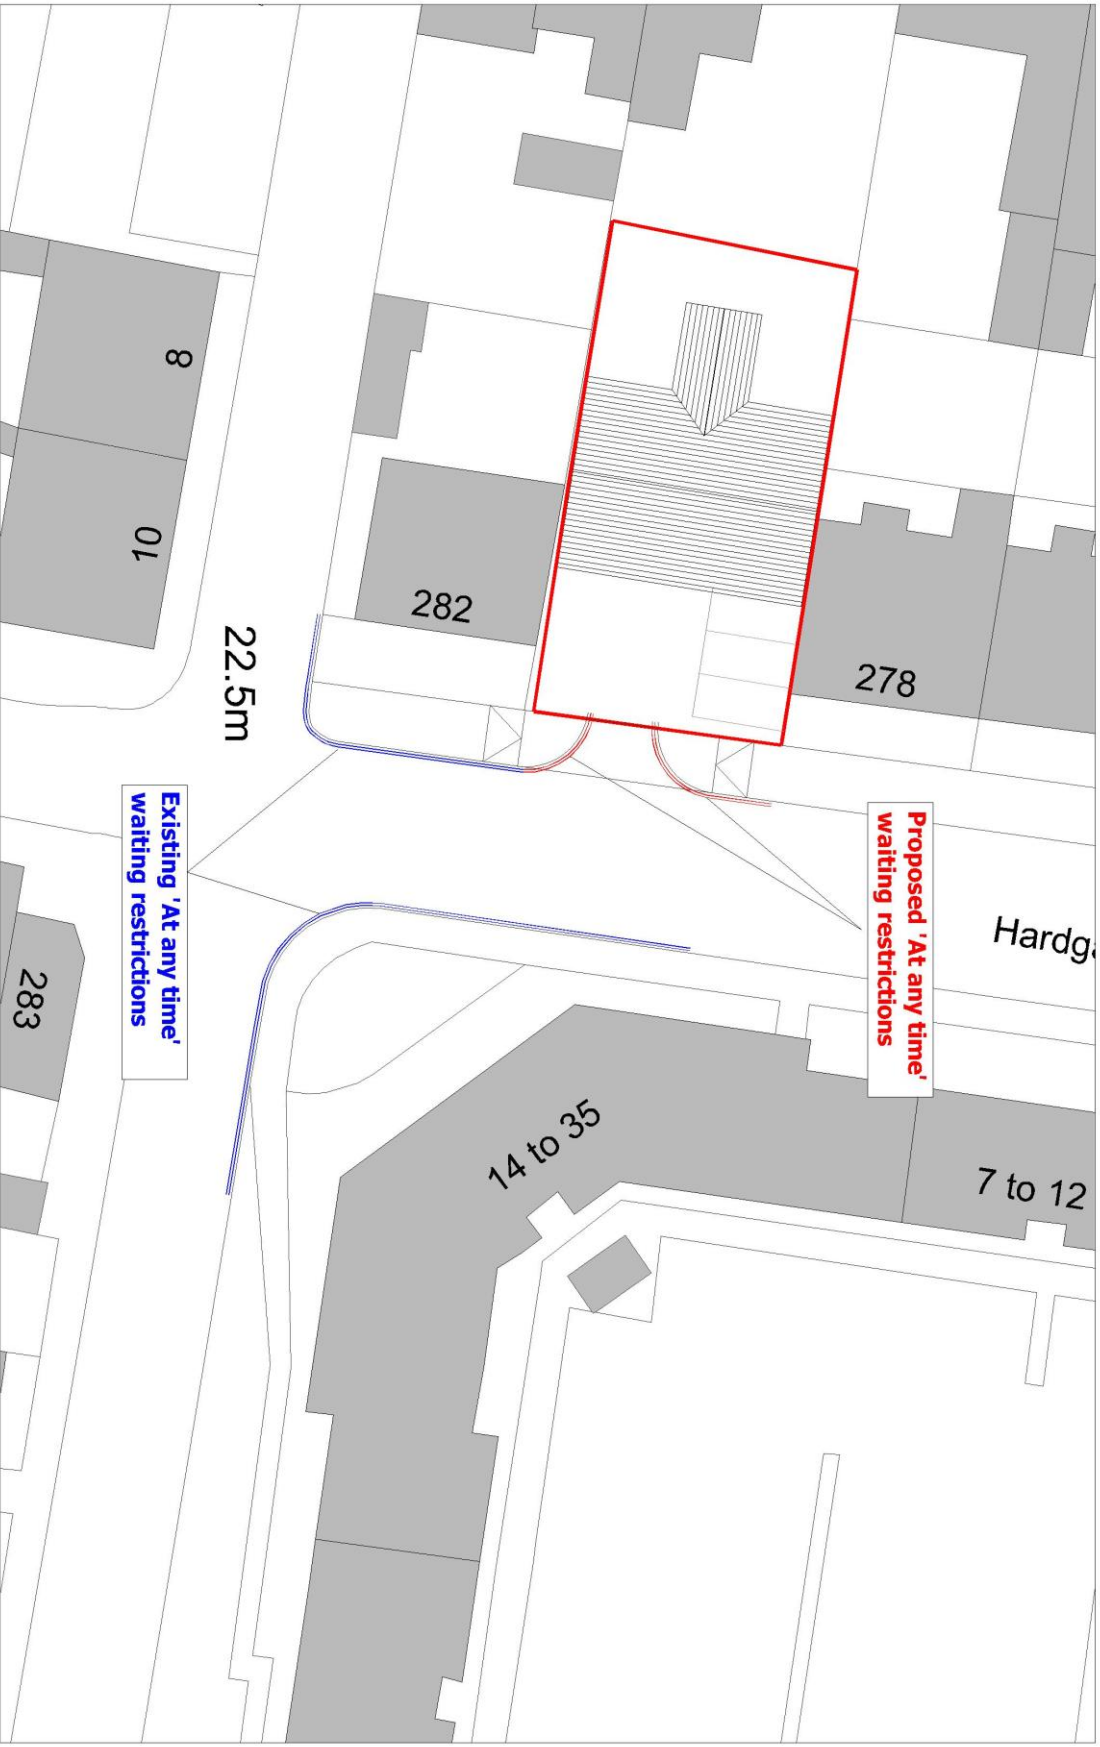 8
10
282
22.5m
278
Proposed 'At any time'
waiting restrictions
Existing 'At any time'
waiting restrictions
283
14 to 35
7 to 12